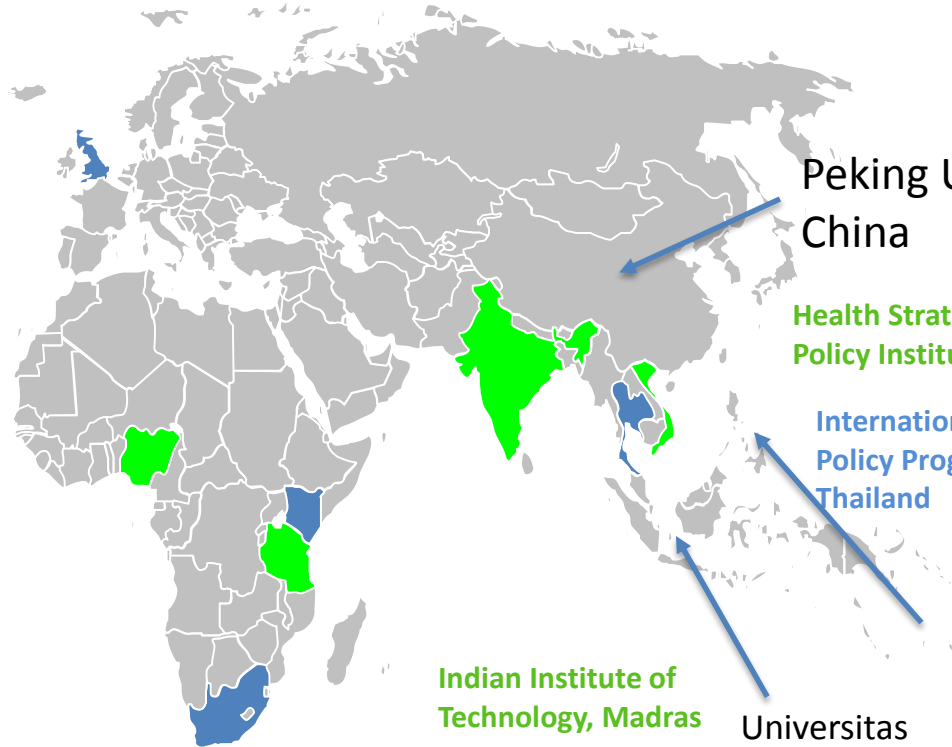 Peking U
China
Health Strat
Policy Institu
Internation
Policy Prog
Thailand
Indian Institute of
Technology, Madras
Universitas